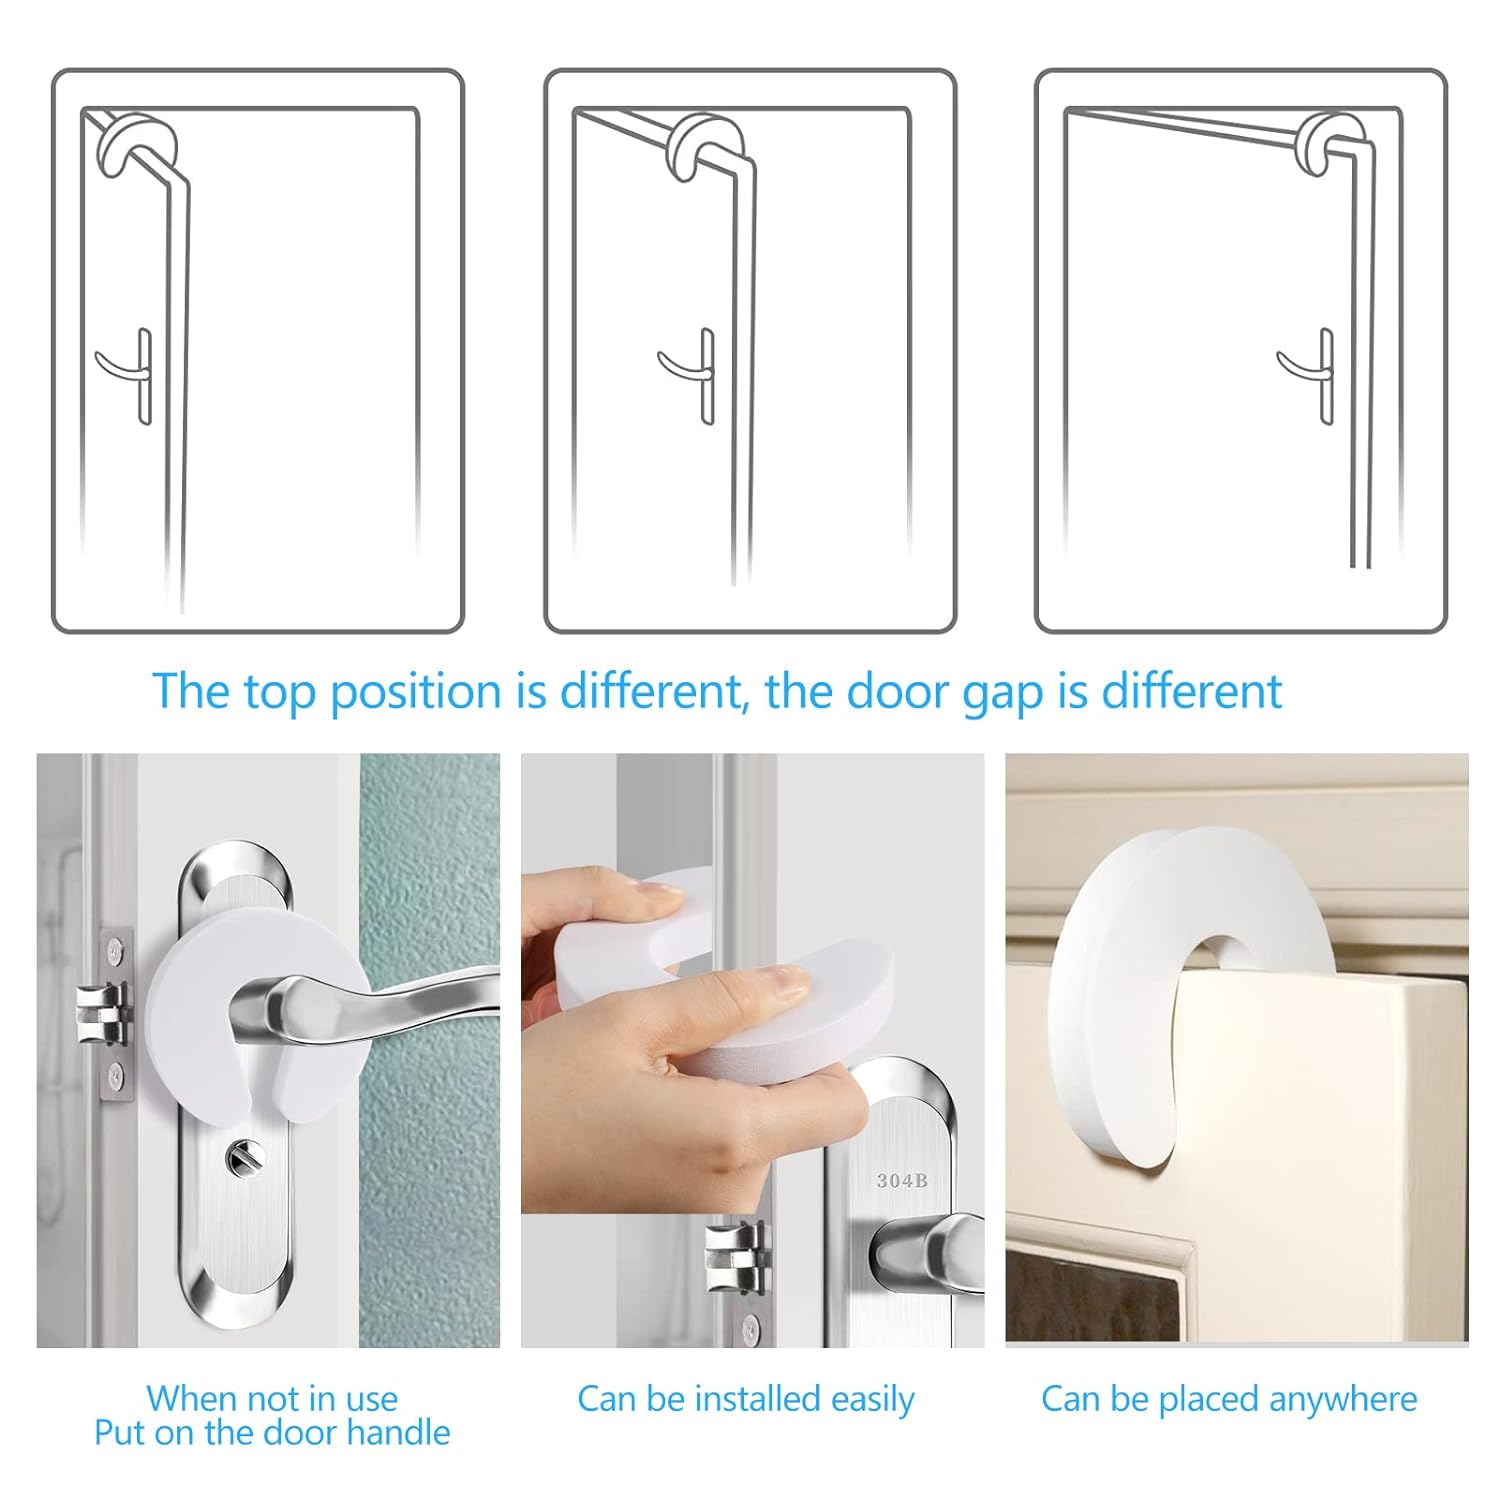 The top position is different, the door gap is different
304B
When not in use
Put on the door handle
Can be installed easily
Can be placed anywhere